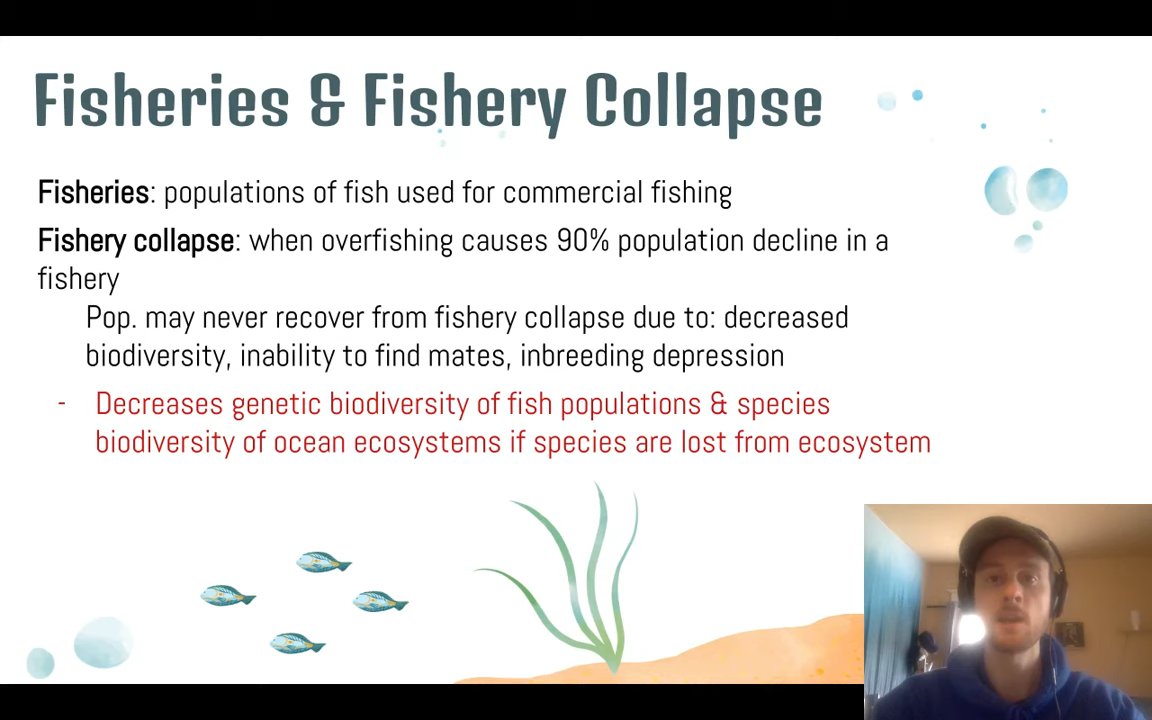 Fisheries & Fishery Collapse
Fisheries: populations of fish used for commercial fishing
Fishery collapse: when overfishing causes 90% population decline in a
fishery
Pop. may never recover from fishery collapse due to: decreased
biodiversity, inability to find mates, inbreeding depression
- Decreases genetic biodiversity of fish populations & species
biodiversity of ocean ecosystems if species are lost from ecosystem